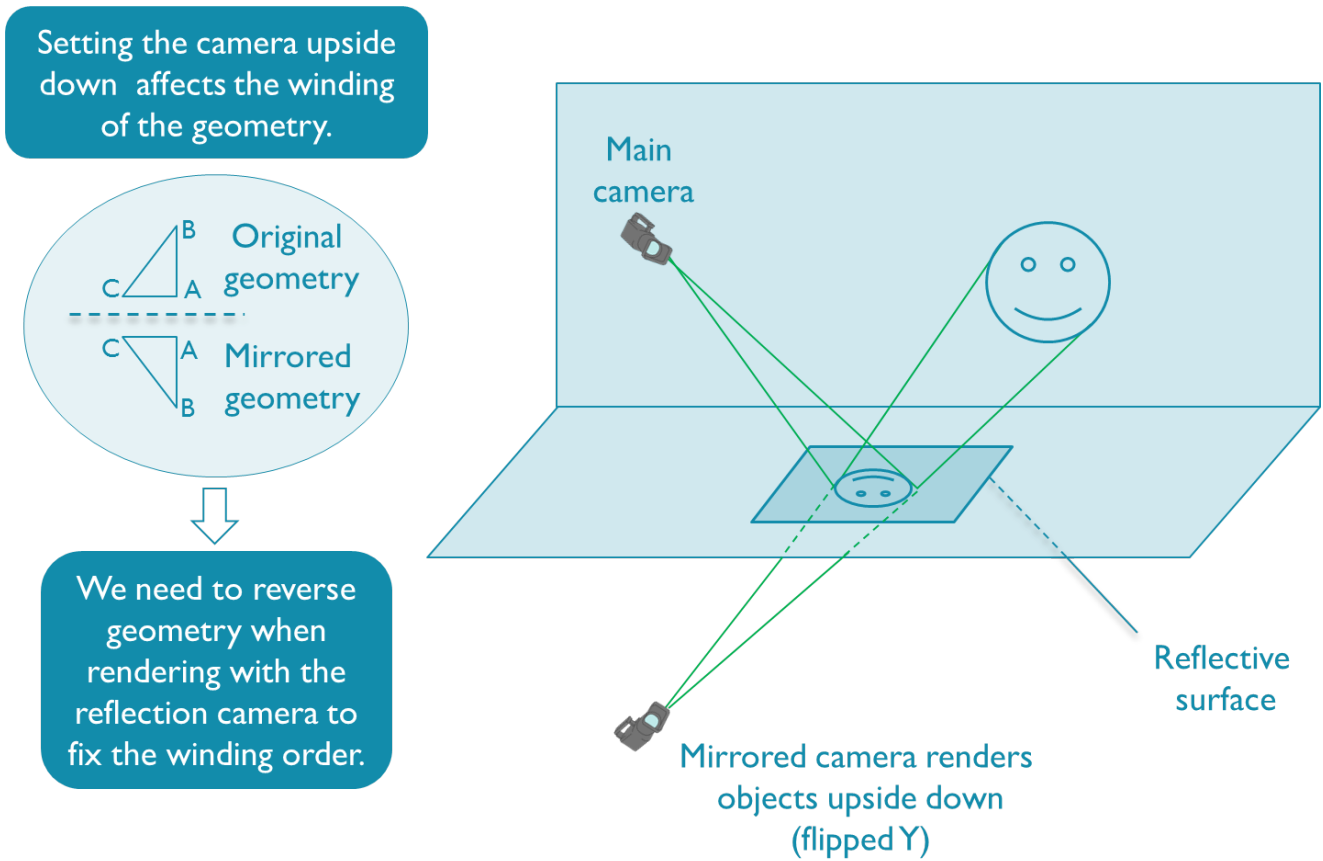 Setting the camera upside
down affects the winding
of the geometry.
B
Original
geometry
C
A
C
A
Mirrored
geometry
B
We need to reverse
geometry when
rendering with the
reflection camera to
fix the winding order.
Main
camera
Reflective
surface
Mirrored camera renders
objects upside down
(flipped Y)